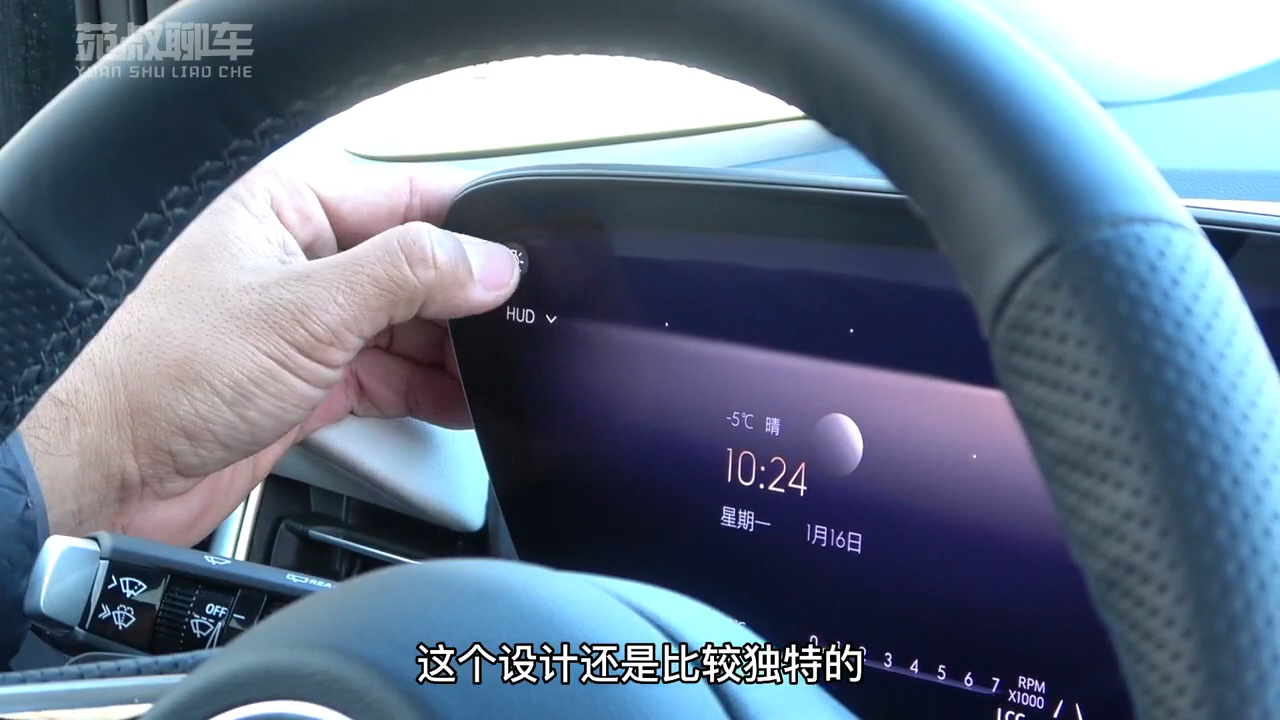 苑叔聊车
YUAN SHU LIAO CHE
HUD
-5℃ 晴
10:24
星期一 1月16日
OFF
3 4 5 6 7 RPM
X1000
这个设计还是比较独特的